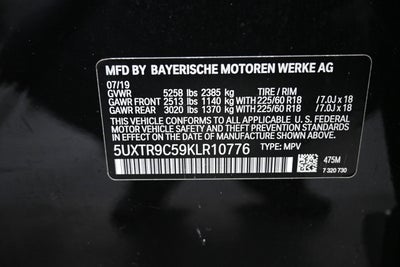 MFD BY BAYERISCHE MOTOREN WERKE AG
07/19
GVWR 5258 lbs 2385 kg TIRE / RIM
GAWR FRONT 2513 lbs 1140 kg WITH 225/60 R18 /7.0J x 18
GAWR REAR 3020 lbs 1370 kg WITH 225/60 R18 /7.0J x 18
THIS VEHICLE CONFORMS TO ALL APPLICABLE U. S. FEDERAL
MOTOR VEHICLE SAFETY, BUMPER, AND THEFT PREVENTION STANDARDS
IN EFFECT ON THE DATE OF MANUFACTURE SHOWN ABOVE.
5UXTR9C59KLR10776 TYPE: MPV 475M
7 320 730